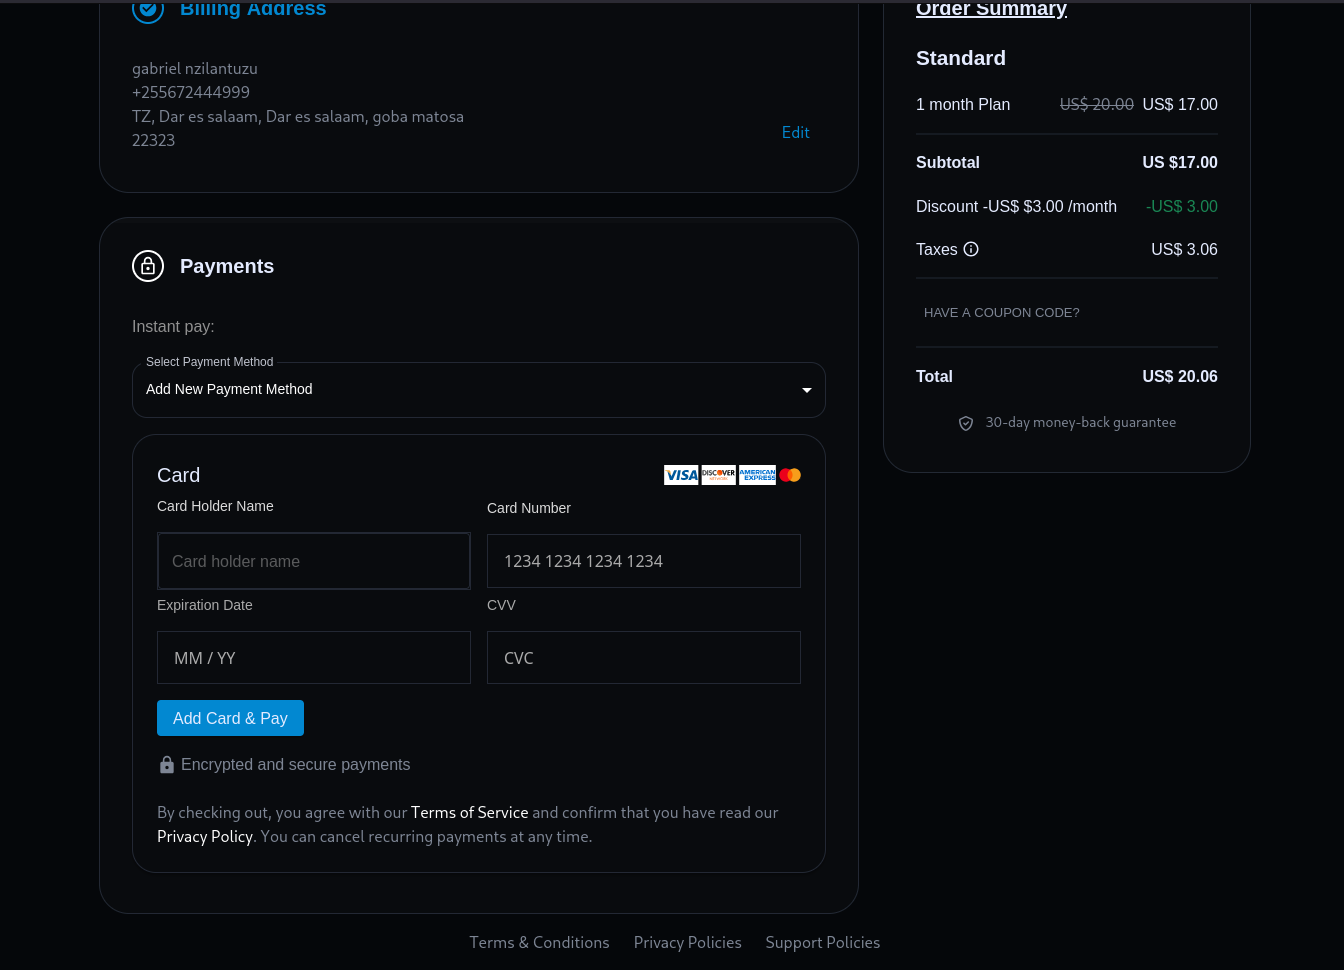 Billing Address
gabriel nzilantuzu
+255672444999
TZ, Dar es salaam, Dar es salaam, goba matosa
22323
Edit
Payments
Instant pay:
Select Payment Method
Add New Payment Method
Card
VISA DISCOVER NETWORK AMERICAN EXPRESS
Card Holder Name
Card Number
Card holder name
1234 1234 1234 1234
Expiration Date
CVV
MM / YY
CVC
Add Card & Pay
Encrypted and secure payments
By checking out, you agree with our Terms of Service and confirm that you have read our
Privacy Policy. You can cancel recurring payments at any time.
Order Summary
Standard
1 month Plan US$ 20.00 US$ 17.00
Subtotal US $17.00
Discount -US$ $3.00 /month -US$ 3.00
Taxes US$ 3.06
HAVE A COUPON CODE?
Total US$ 20.06
30-day money-back guarantee
Terms & Conditions Privacy Policies Support Policies